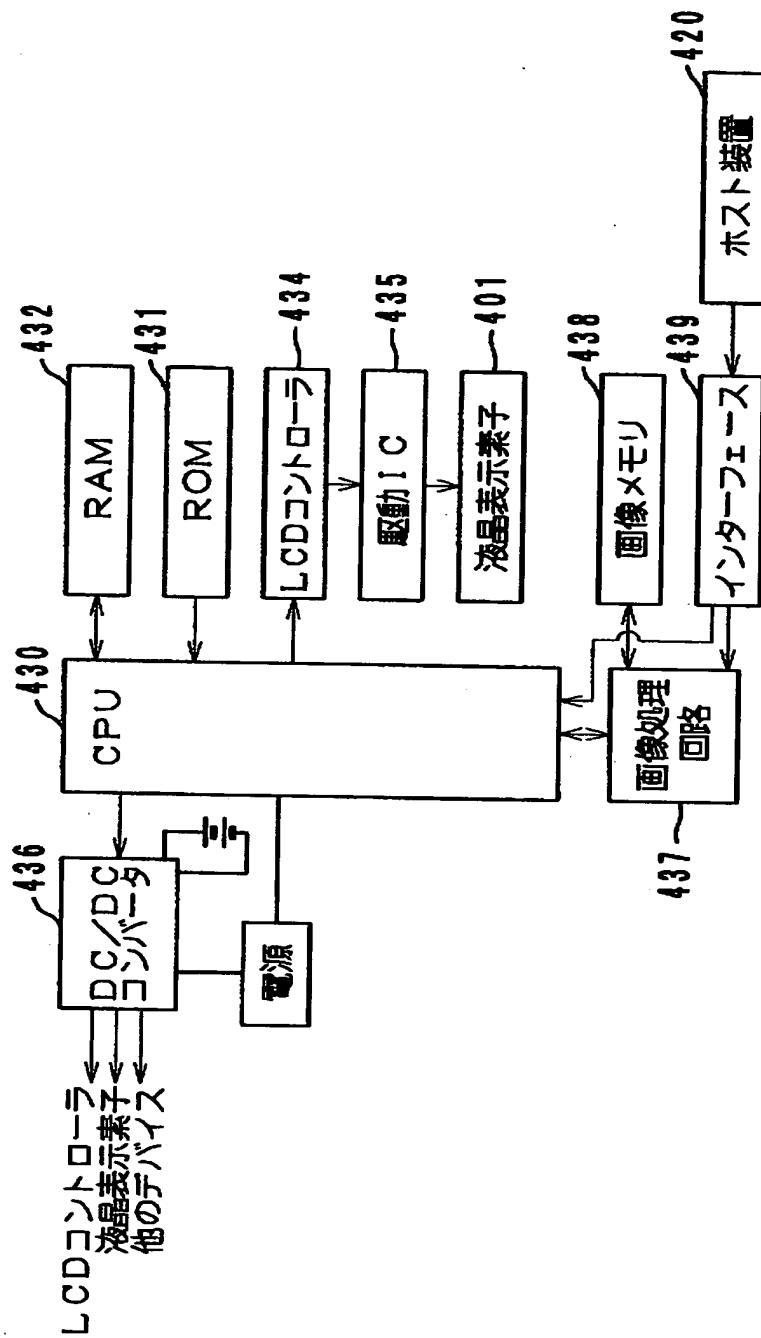 432
RAM
431
ROM
434
LCDコントローラ
435
駆動IC
401
液晶表示素子
430
CPU
436
DC/DC
コンバータ
LCDコントローラ
液晶表示素子
他のデバイス
電源
438
画像メモリ
420
ホスト装置
439
インターフェース
画像処理
回路
437